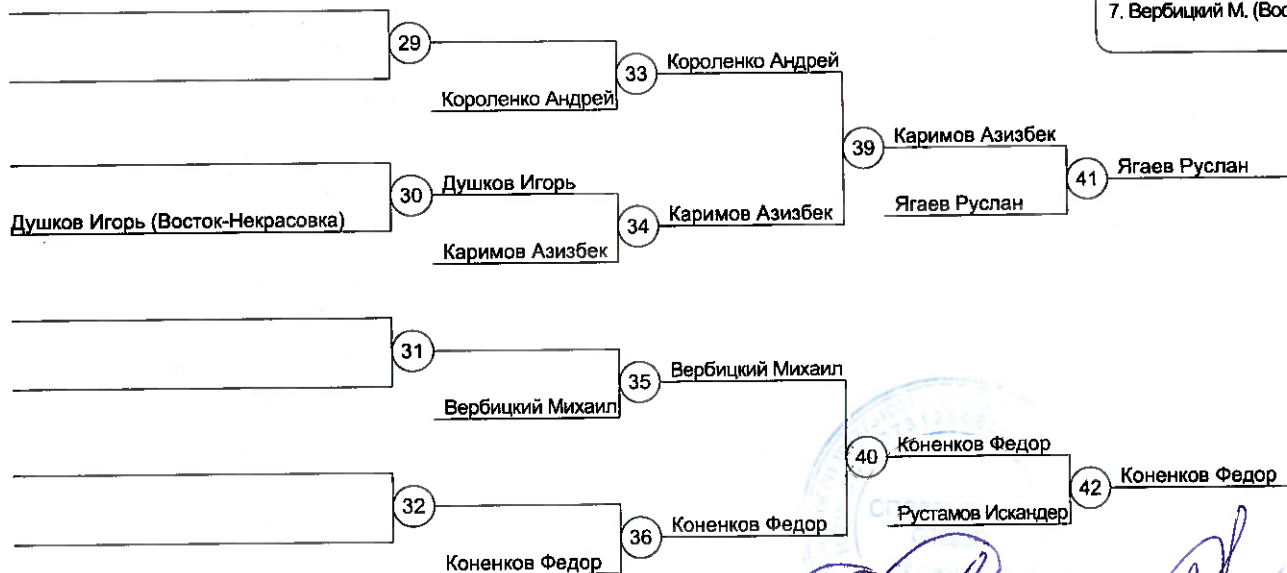 7. Вербицкий М. (Вос
29
33 Короленко Андрей
Короленко Андрей
39 Каримов Азизбек
41 Ягаев Руслан
30 Душков Игорь
Ягаев Руслан
Душков Игорь (Восток-Некрасовка)
34 Каримов Азизбек
Каримов Азизбек
31
35 Вербицкий Михаил
Вербицкий Михаил
40 Коненков Федор
42 Коненков Федор
32
Рустамов Искандер
36 Коненков Федор
Коненков Федор